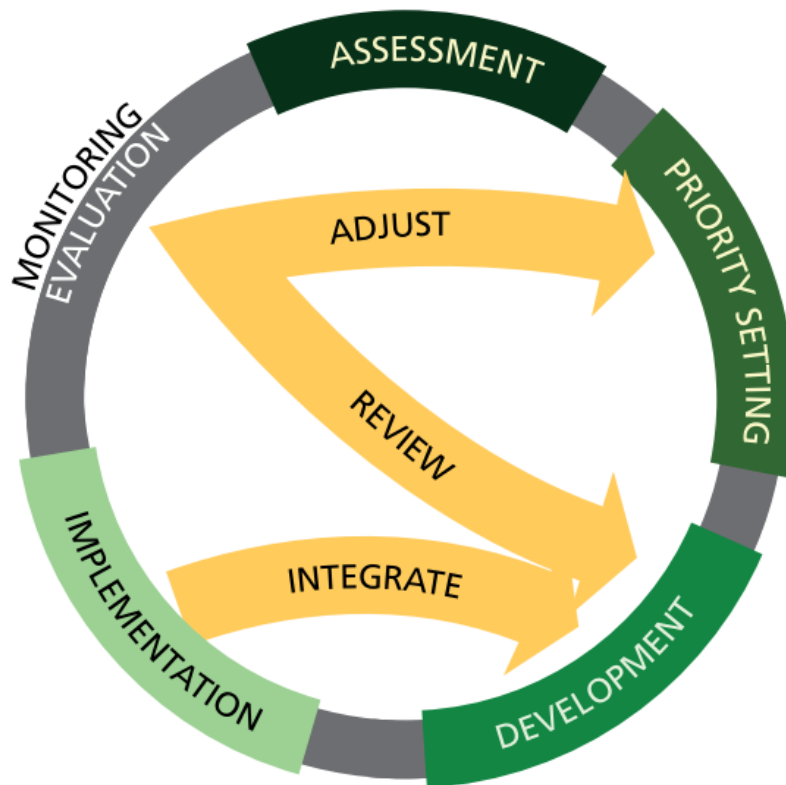 ASSESSMENT
MONITORING
EVALUATION
PRIORITY SETTING
ADJUST
REVIEW
INTEGRATE
IMPLEMENTATION
DEVELOPMENT